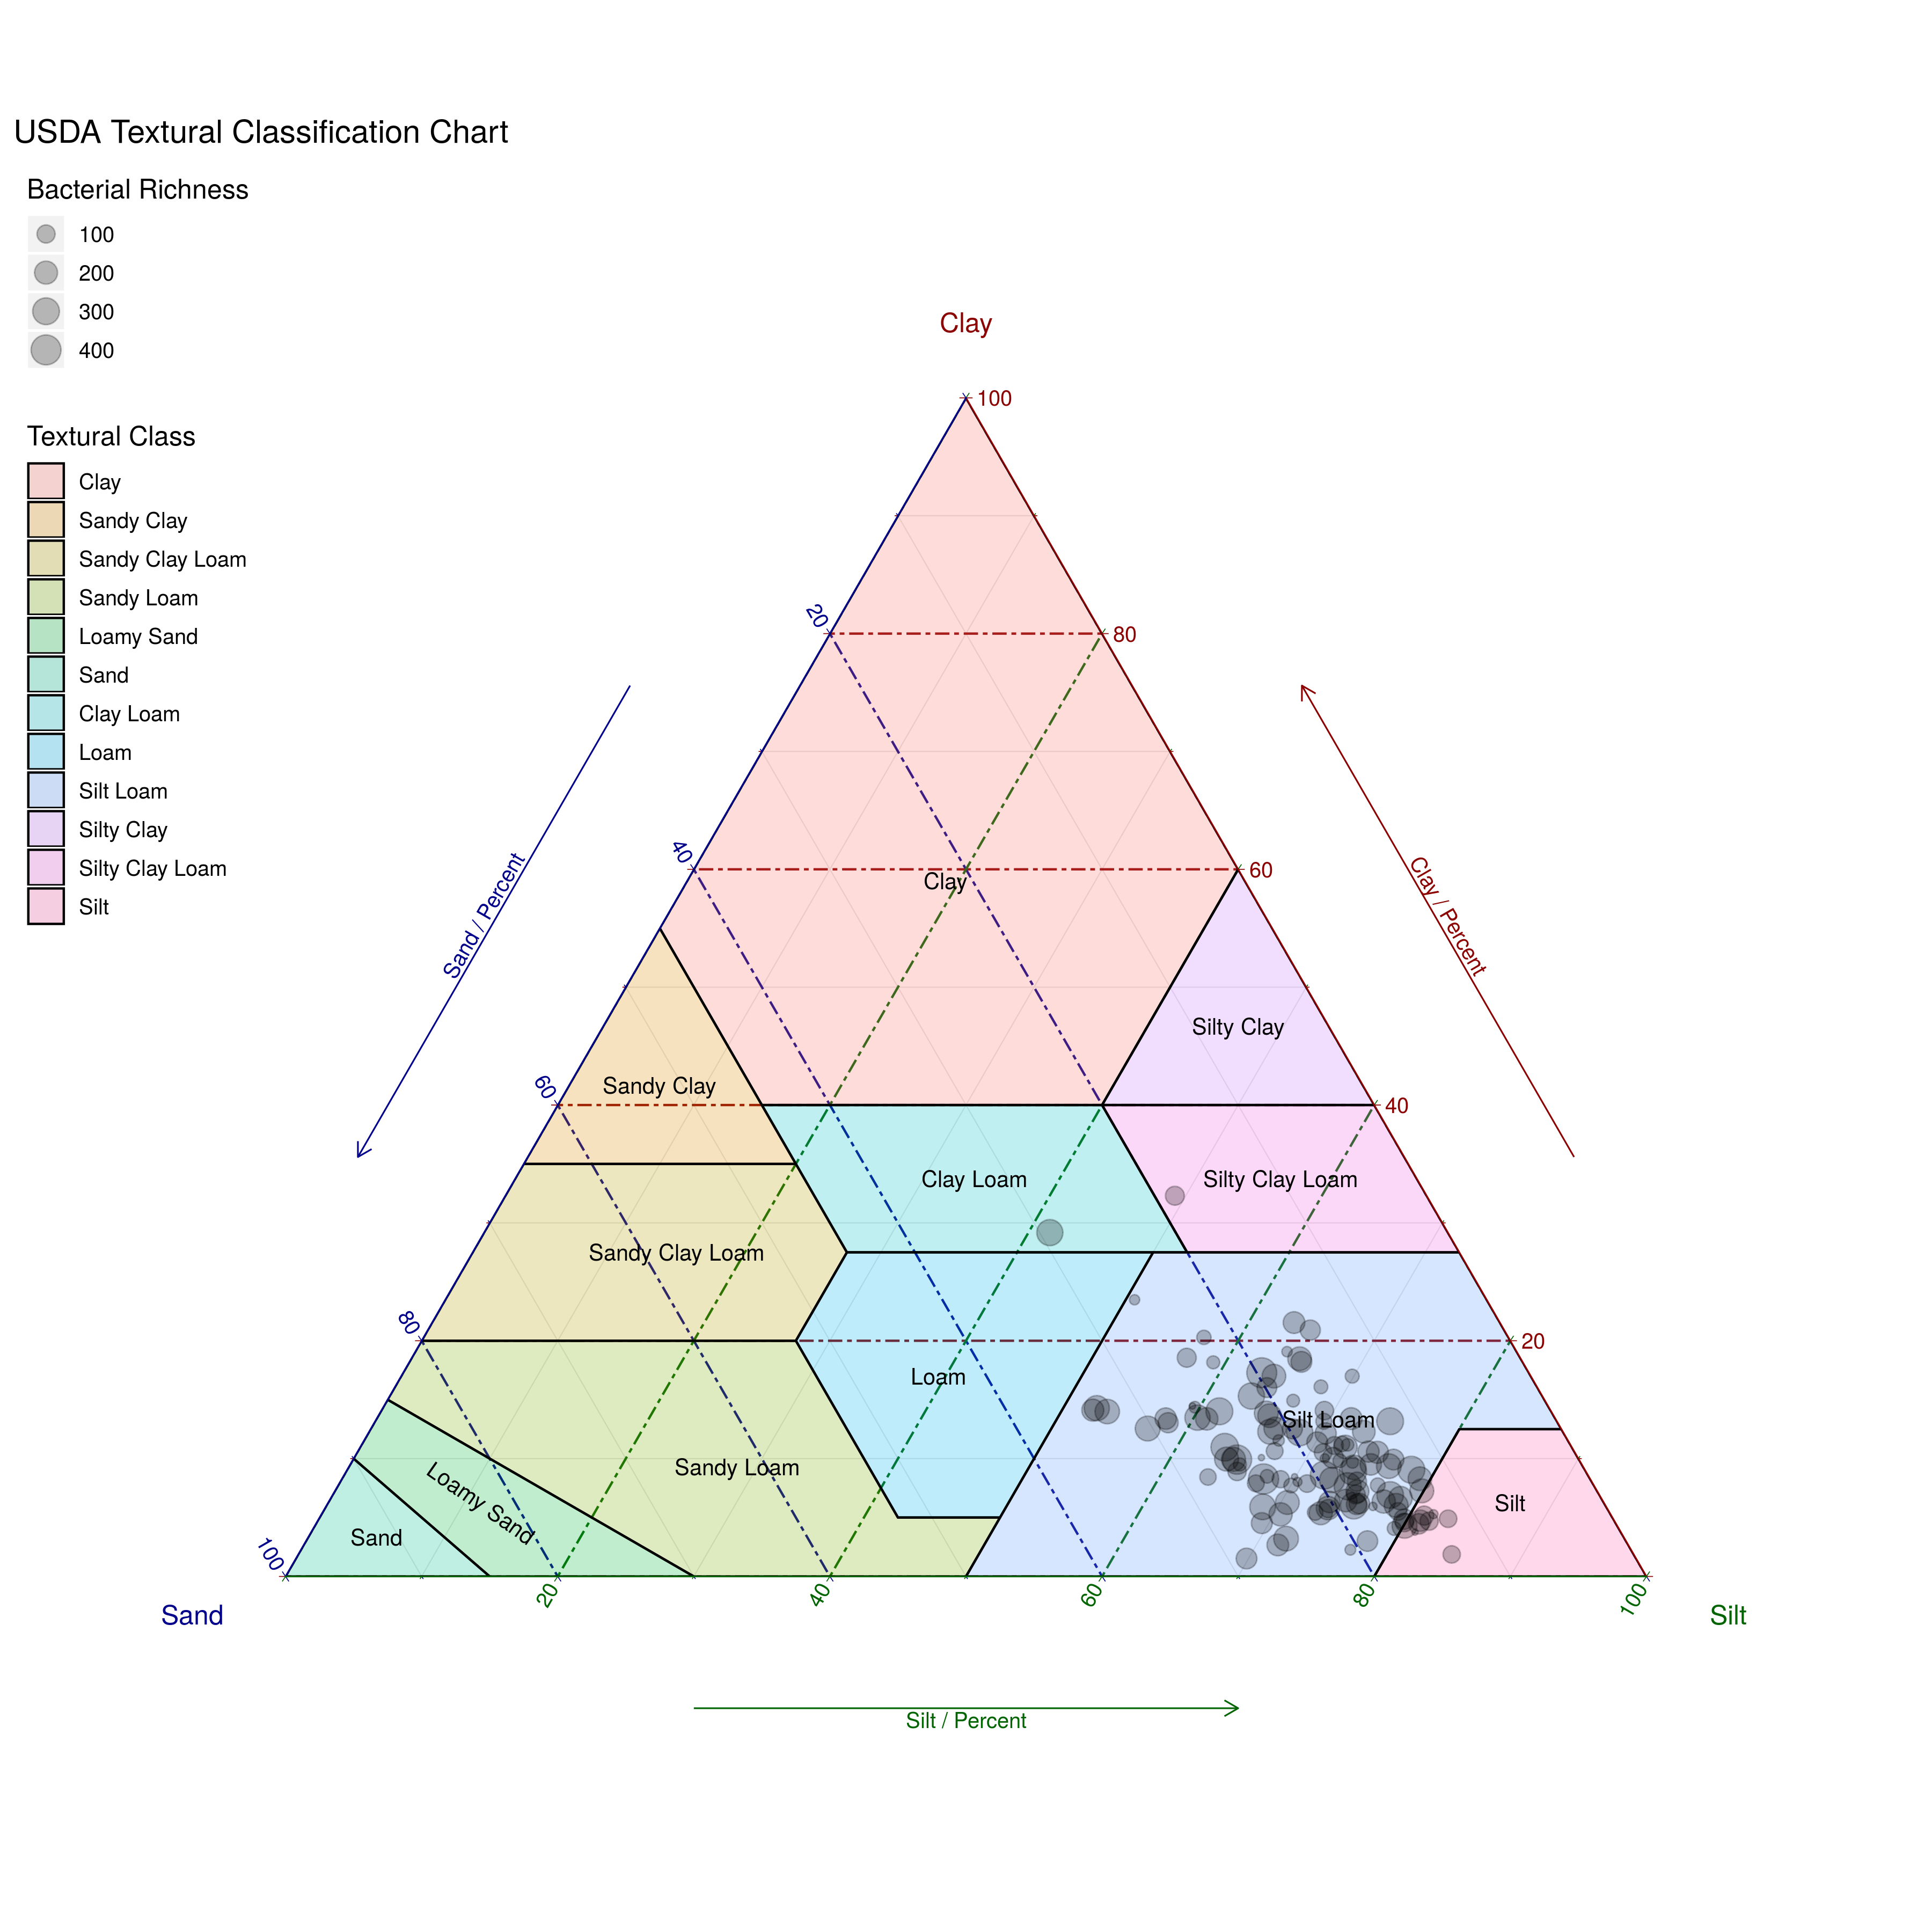 USDA Textural Classification Chart
Bacterial Richness
100
200
300
400
Textural Class
Clay
Sandy Clay
Sandy Clay Loam
Sandy Loam
Loamy Sand
Sand
Clay Loam
Loam
Silt Loam
Silty Clay
Silty Clay Loam
Silt
Clay
100
20
80
40
60
Clay
Sand / Percent
Clay / Percent
Silty Clay
60
Sandy Clay
40
Clay Loam
Silty Clay Loam
Sandy Clay Loam
80
20
Loam
Silt Loam
Sandy Loam
Loamy Sand
Silt
Sand
100
20
40
60
80
100
Sand
Silt
Silt / Percent